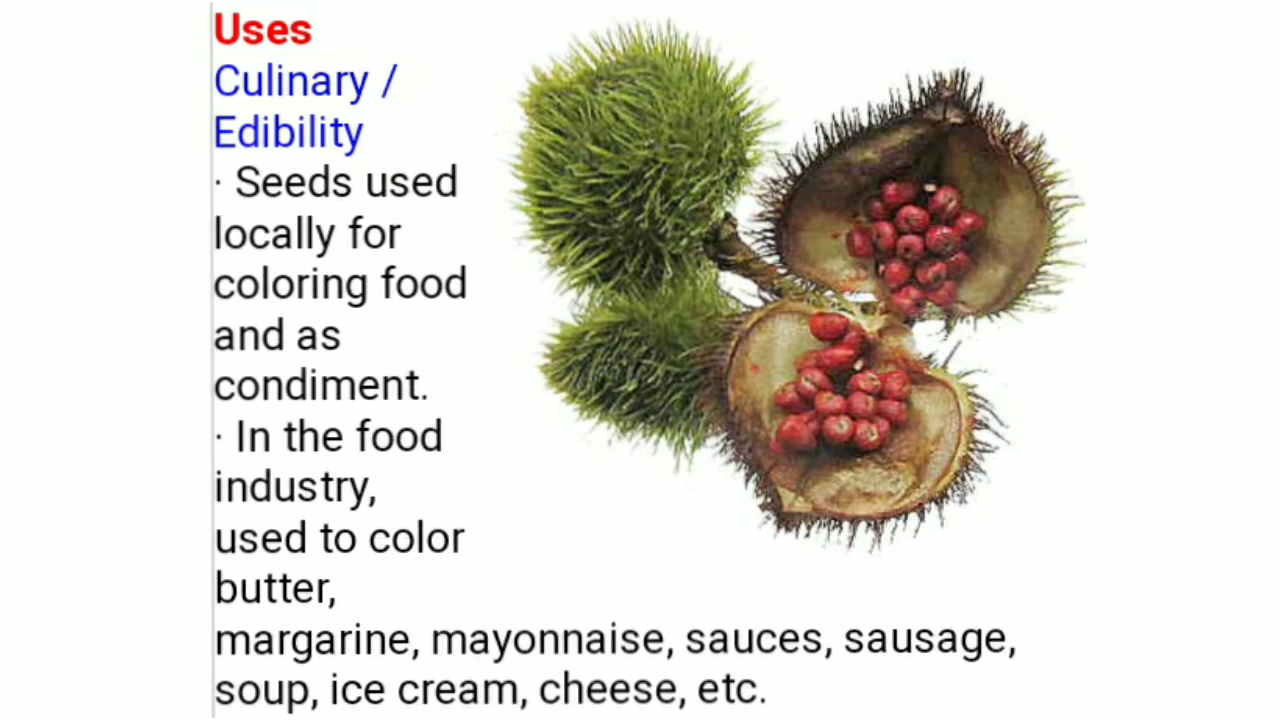 Uses
Culinary /
Edibility
· Seeds used
locally for
coloring food
and as
condiment.
· In the food
industry,
used to color
butter,
margarine, mayonnaise, sauces, sausage,
soup, ice cream, cheese, etc.